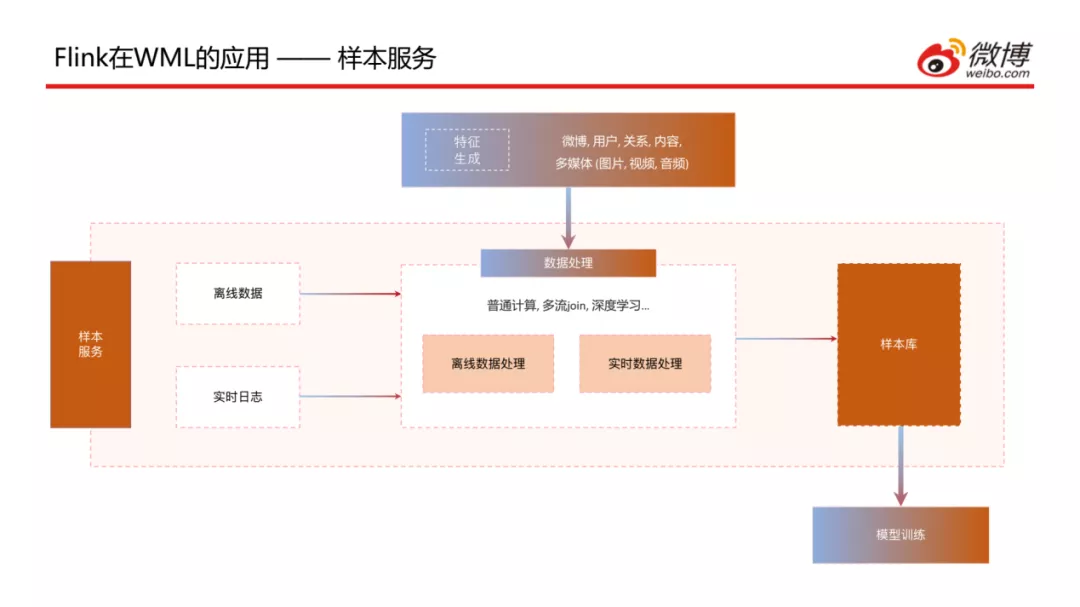 Flink在WML的应用 —— 样本服务
微博
weibo.com
特征
生成
微博, 用户, 关系, 内容,
多媒体 (图片, 视频, 音频)
数据处理
样本
服务
离线数据
实时日志
普通计算, 多流join, 深度学习...
离线数据处理
实时数据处理
样本库
模型训练